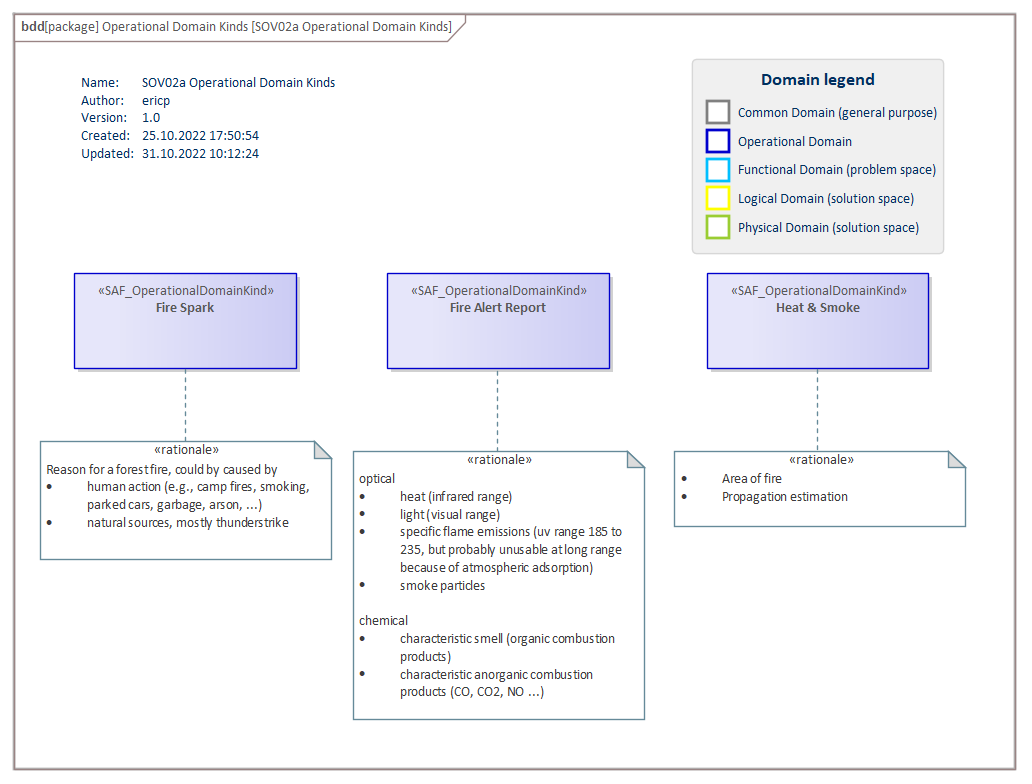 bdd[package] Operational Domain Kinds [SOV02a Operational Domain Kinds]
Name: SOV02a Operational Domain Kinds
Author: ericp
Version: 1.0
Created: 25.10.2022 17:50:54
Updated: 31.10.2022 10:12:24
Domain legend
Common Domain (general purpose)
Operational Domain
Functional Domain (problem space)
Logical Domain (solution space)
Physical Domain (solution space)
«SAF_OperationalDomainKind»
Fire Spark
«SAF_OperationalDomainKind»
Fire Alert Report
«SAF_OperationalDomainKind»
Heat & Smoke
«rationale»
Reason for a forest fire, could by caused by
• human action (e.g., camp fires, smoking,
parked cars, garbage, arson, ...)
• natural sources, mostly thunderstrike
«rationale»
optical
• heat (infrared range)
• light (visual range)
• specific flame emissions (uv range 185 to
235, but probably unusable at long range
because of atmospheric adsorption)
• smoke particles
chemical
• characteristic smell (organic combustion
products)
• characteristic anorganic combustion
products (CO, CO2, NO ...)
«rationale»
• Area of fire
• Propagation estimation